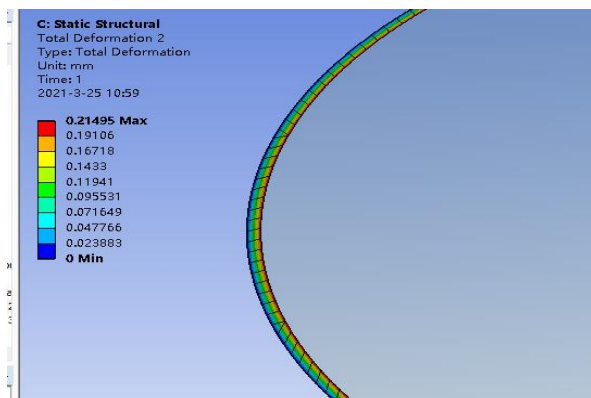 C: Static Structural
Total Deformation 2
Type: Total Deformation
Unit: mm
Time: 1
2021-3-25 10:59
0.21495 Max
0.19106
0.16718
0.1433
0.11941
0.095531
0.071649
0.047766
0.023883
0 Min